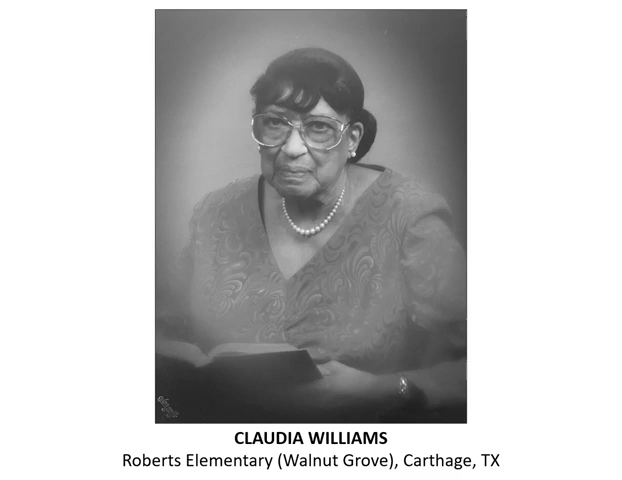 CLAUDIA WILLIAMS
Roberts Elementary (Walnut Grove), Carthage, TX